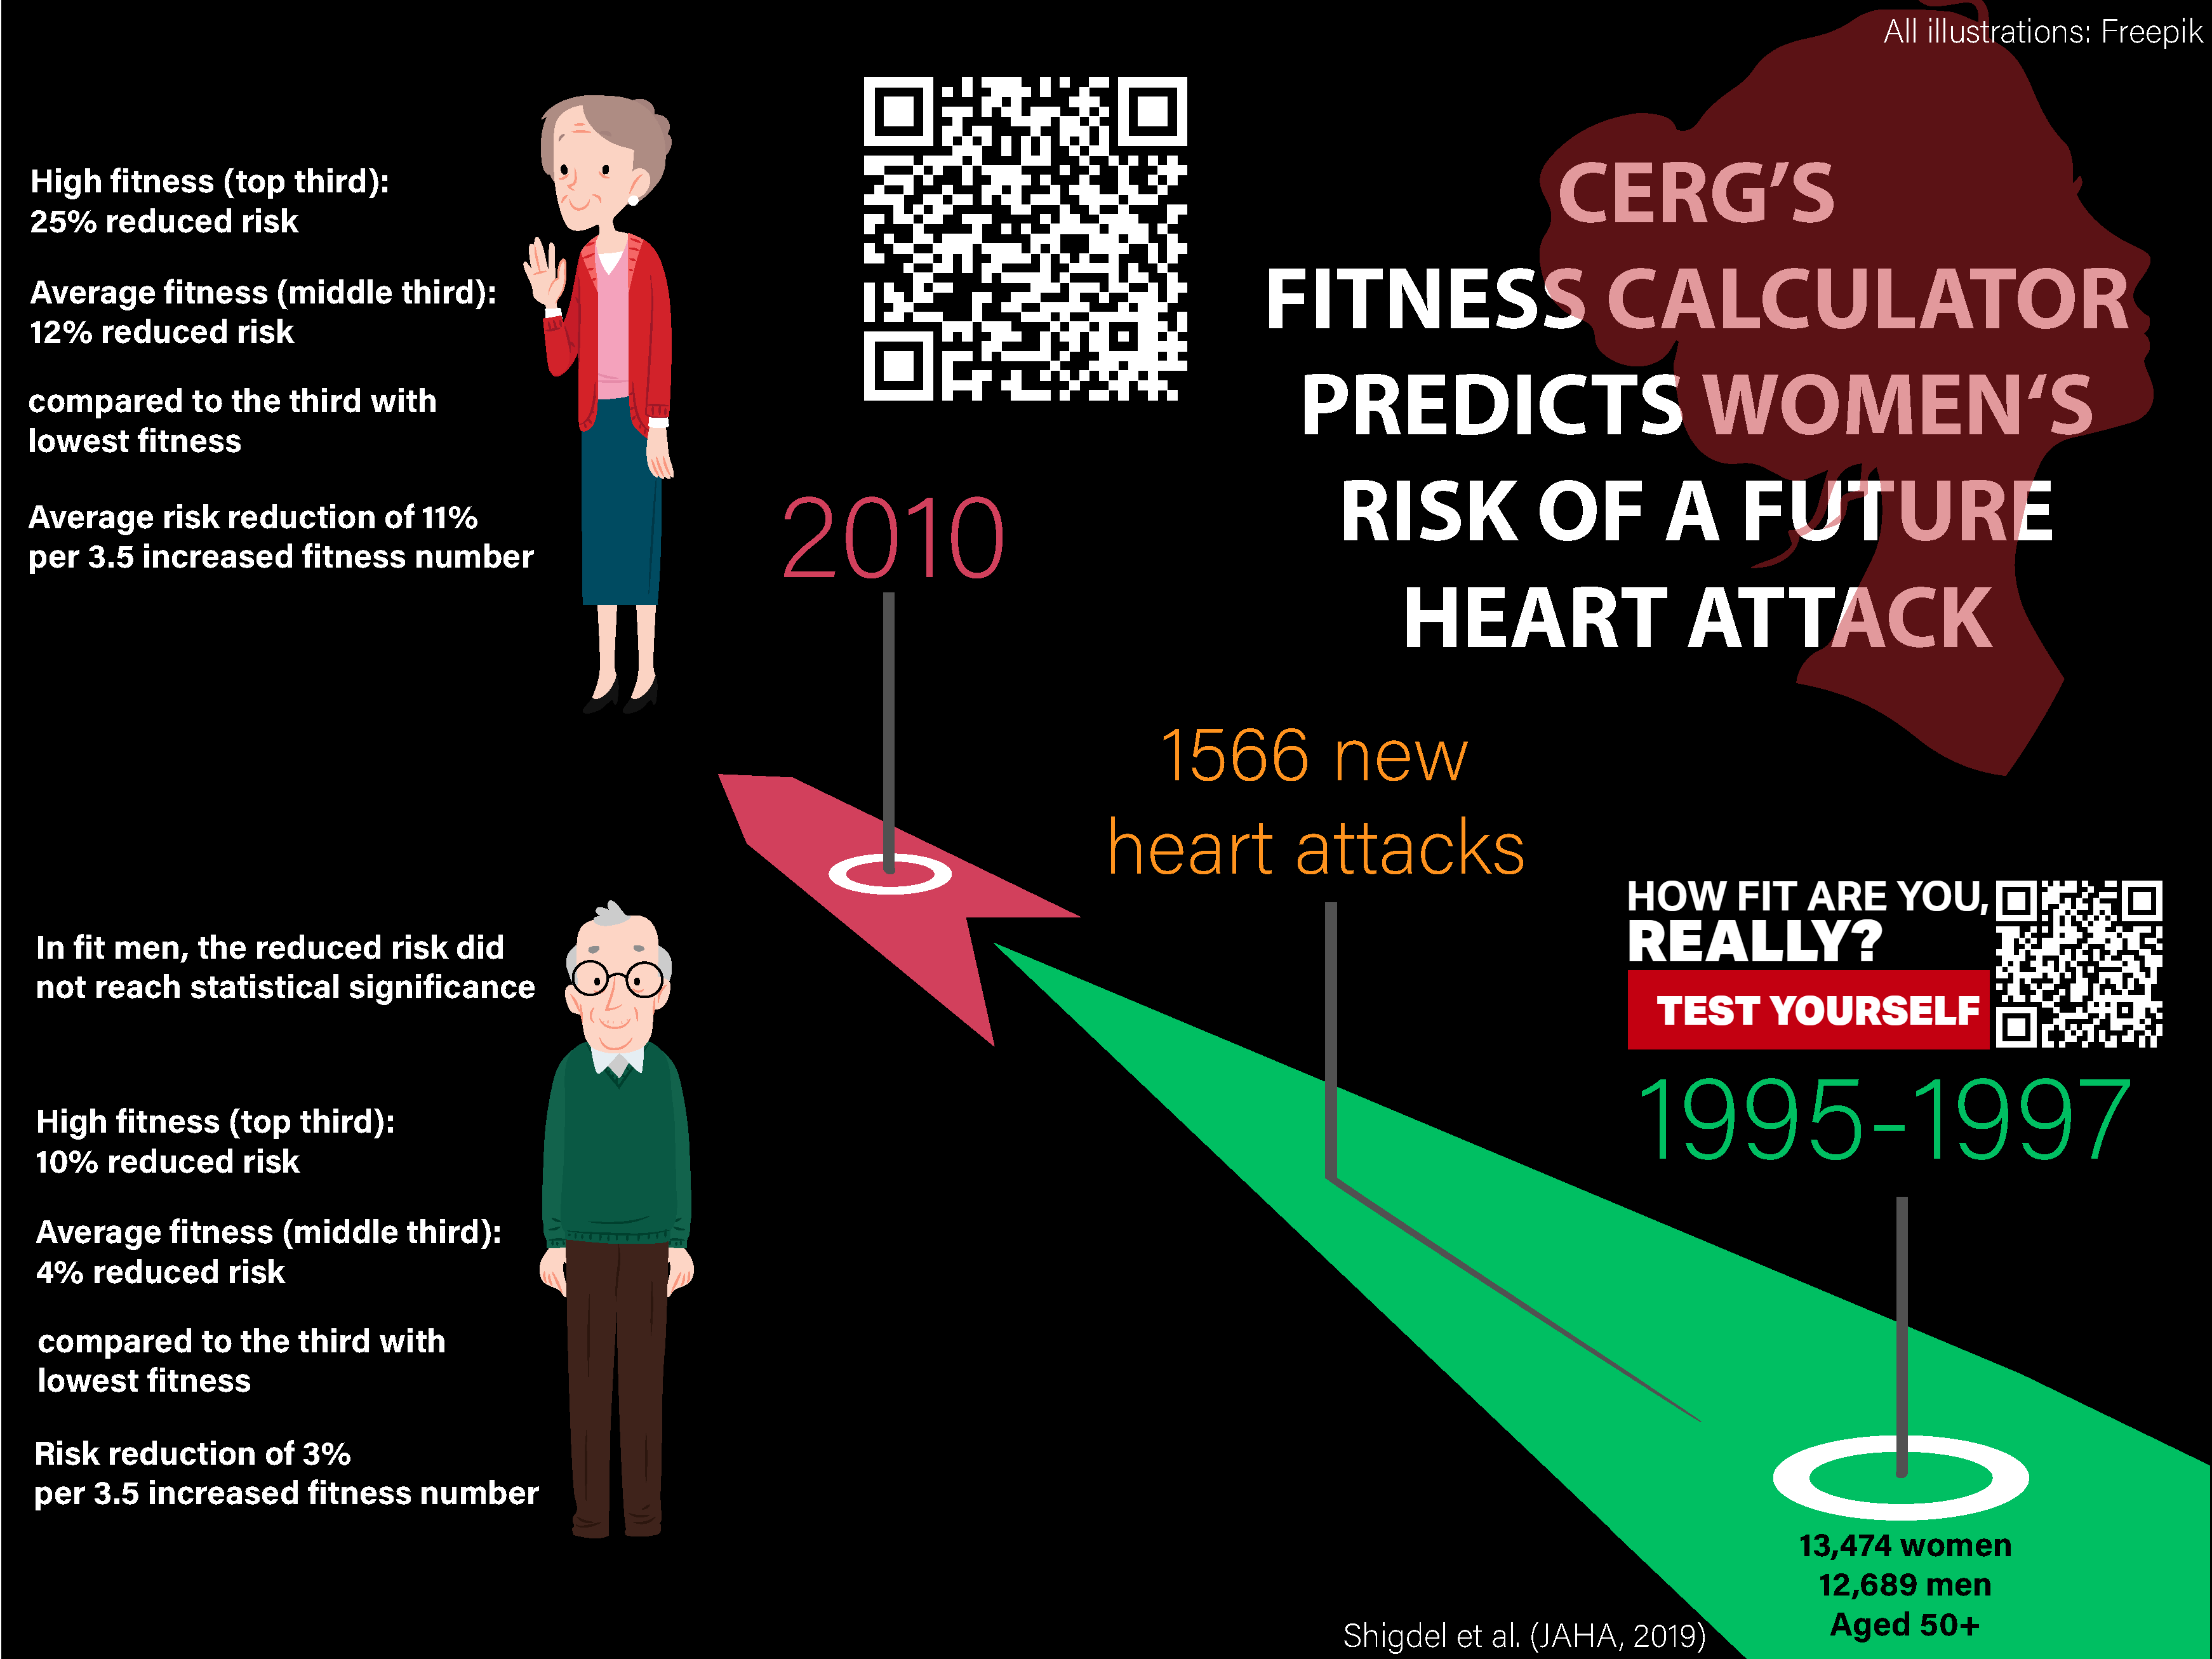 All illustrations: Freepik
CERG’S
FITNESS CALCULATOR
PREDICTS WOMEN‘S
RISK OF A FUTURE
HEART ATTACK
High fitness (top third):
25% reduced risk
Average fitness (middle third):
12% reduced risk
compared to the third with
lowest fitness
Average risk reduction of 11%
per 3.5 increased fitness number
2010
1566 new
heart attacks
HOW FIT ARE YOU,
REALLY?
TEST YOURSELF
1995-1997
13,474 women
12,689 men
Aged 50+
In fit men, the reduced risk did
not reach statistical significance
High fitness (top third):
10% reduced risk
Average fitness (middle third):
4% reduced risk
compared to the third with
lowest fitness
Risk reduction of 3%
per 3.5 increased fitness number
Shigdel et al. (JAHA, 2019)